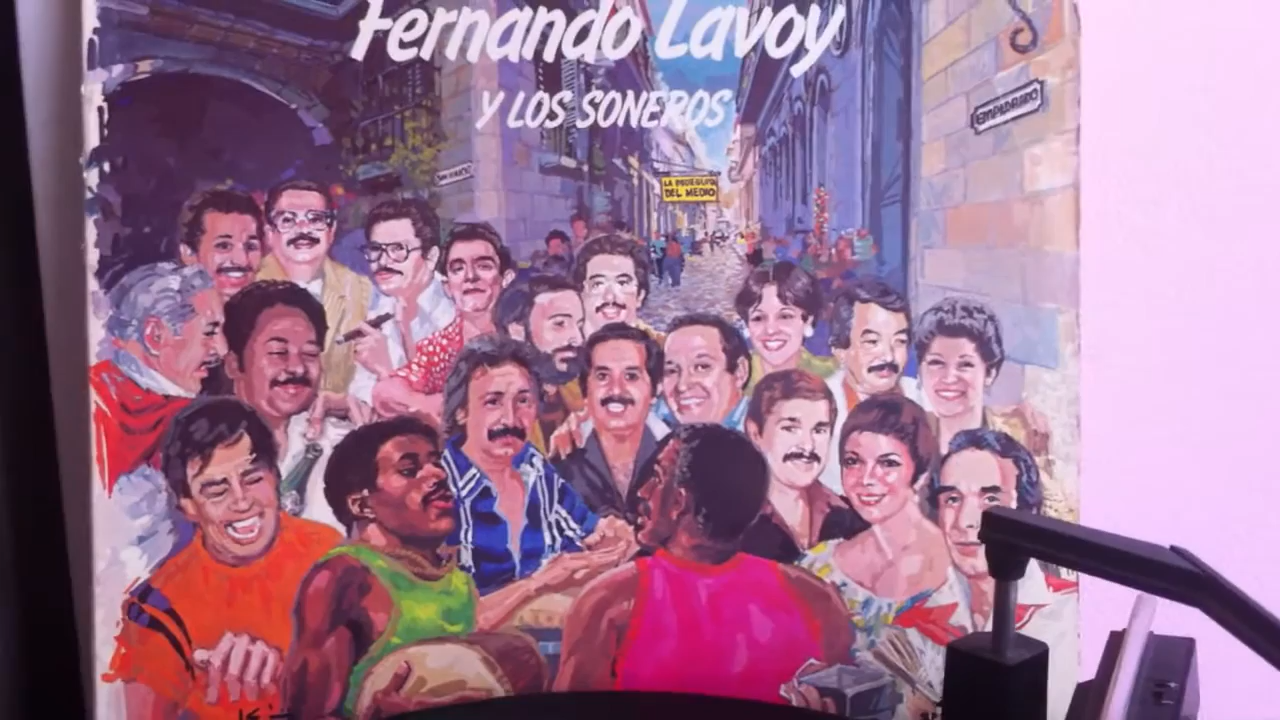 Fernando Lavoy
Y LOS SONEROS
EMPEDRADO
LA BODEGUITA
DEL MEDIO